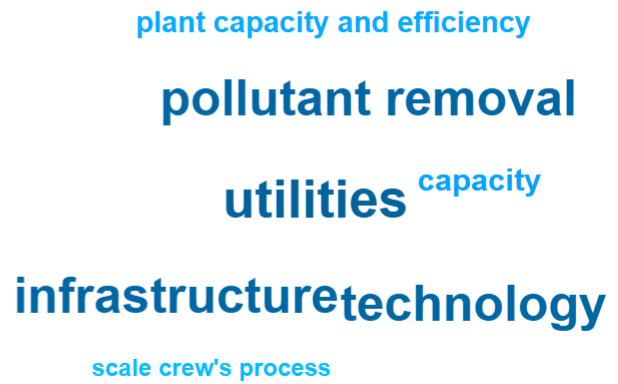 plant capacity and efficiency
pollutant removal
utilities capacity
infrastructure technology
scale crew's process